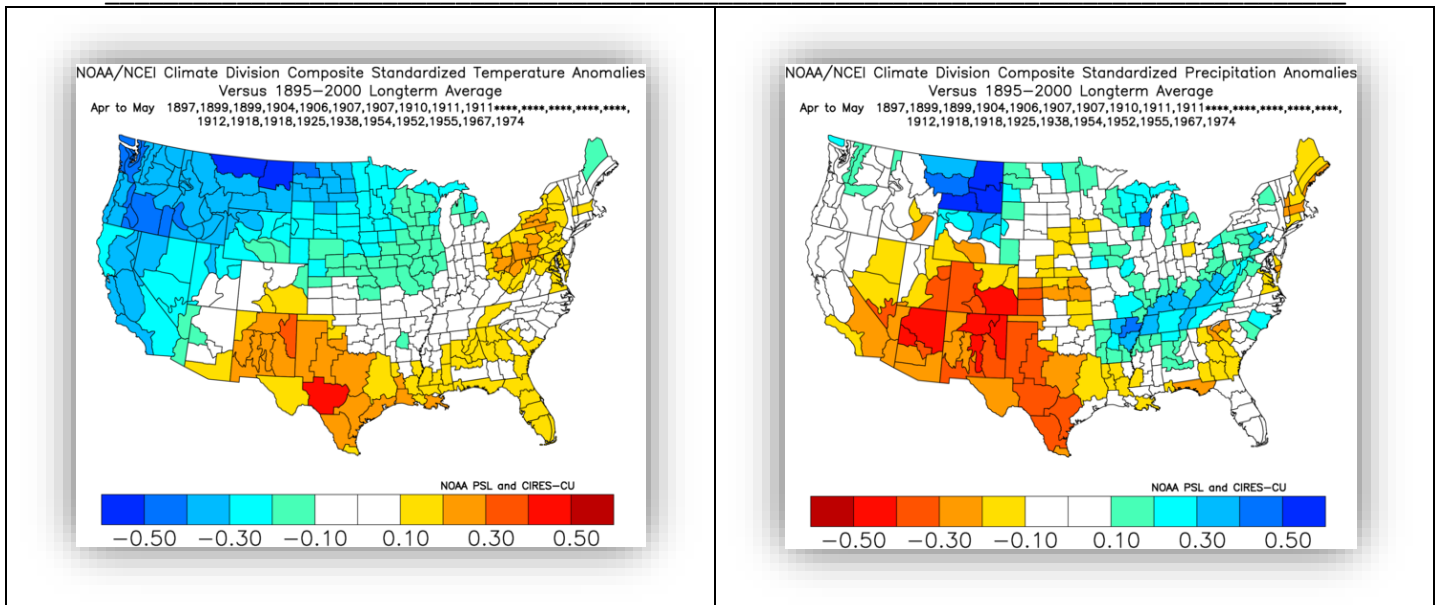 NOAA/NCEI Climate Division Composite Standardized Temperature Anomalies
Versus 1895-2000 Longterm Average
Apr to May 1897,1899,1899,1904,1906,1907,1907,1910,1911,1911****,****,****,****,****,
1912,1918,1918,1925,1938,1954,1952,1955,1967,1974
NOAA PSL and CIRES-CU
-0.50 -0.30 -0.10 0.10 0.30 0.50
NOAA/NCEI Climate Division Composite Standardized Precipitation Anomalies
Versus 1895-2000 Longterm Average
Apr to May 1897,1899,1899,1904,1906,1907,1907,1910,1911,1911****,****,****,****,****,
1912,1918,1918,1925,1938,1954,1952,1955,1967,1974
NOAA PSL and CIRES-CU
-0.50 -0.30 -0.10 0.10 0.30 0.50